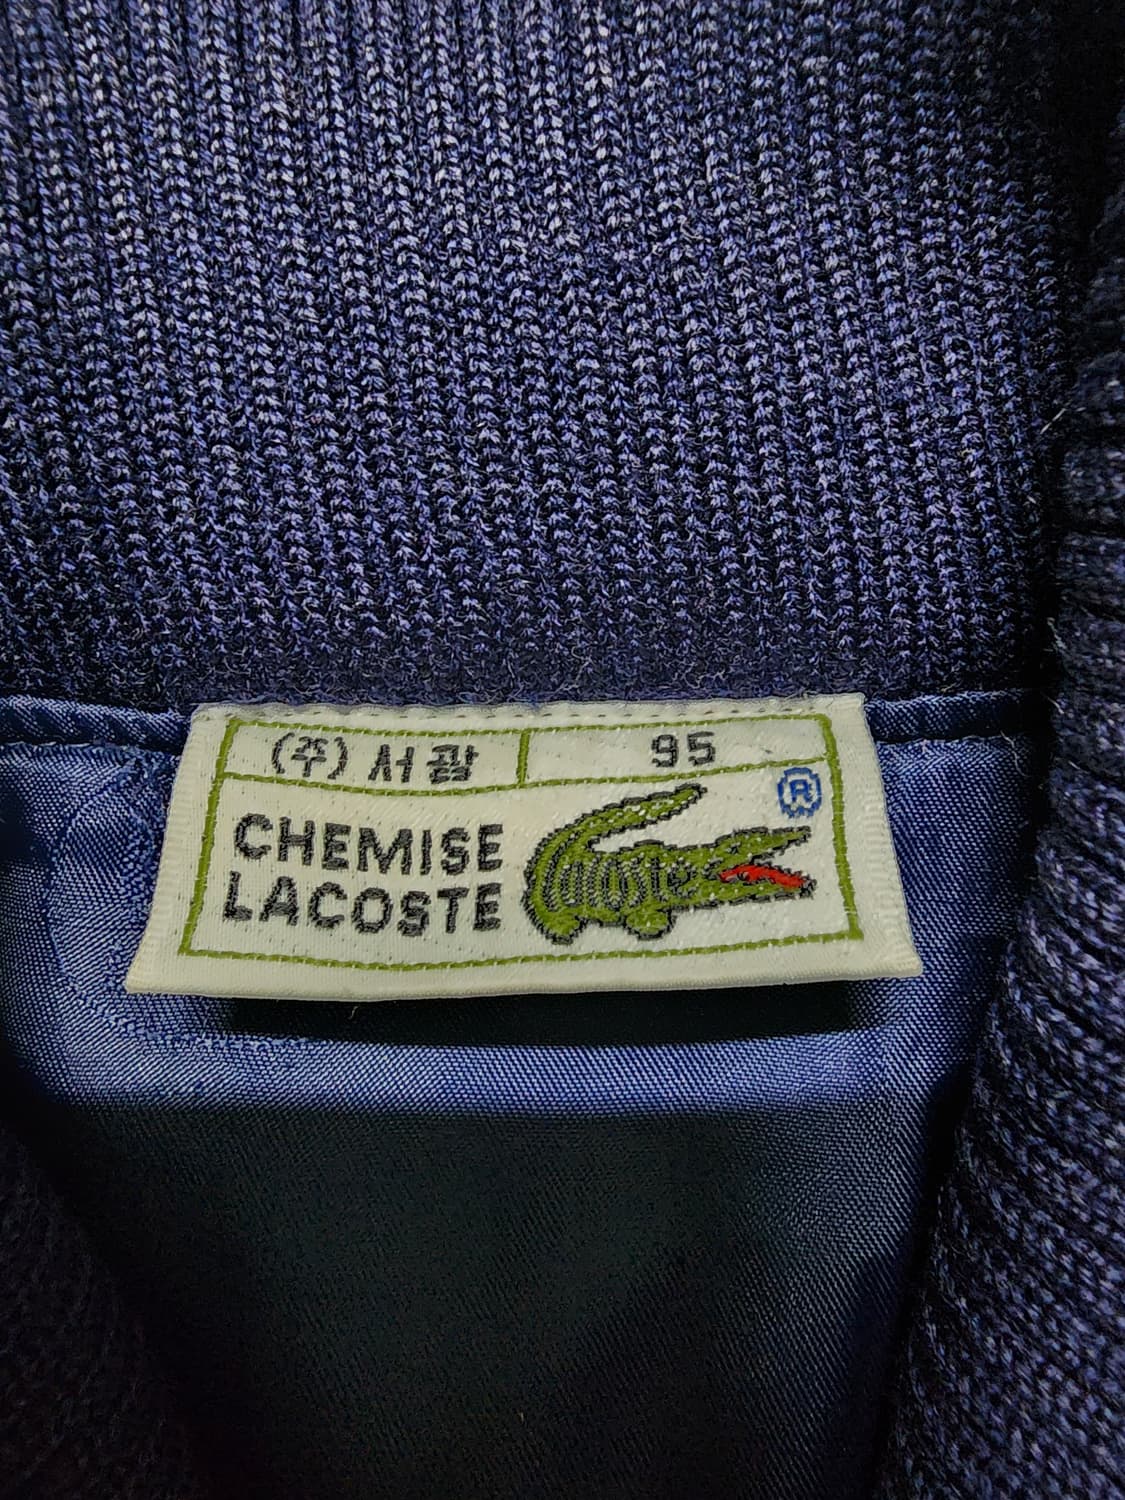 (주) 서광 95
®
CHEMISE
LACOSTE